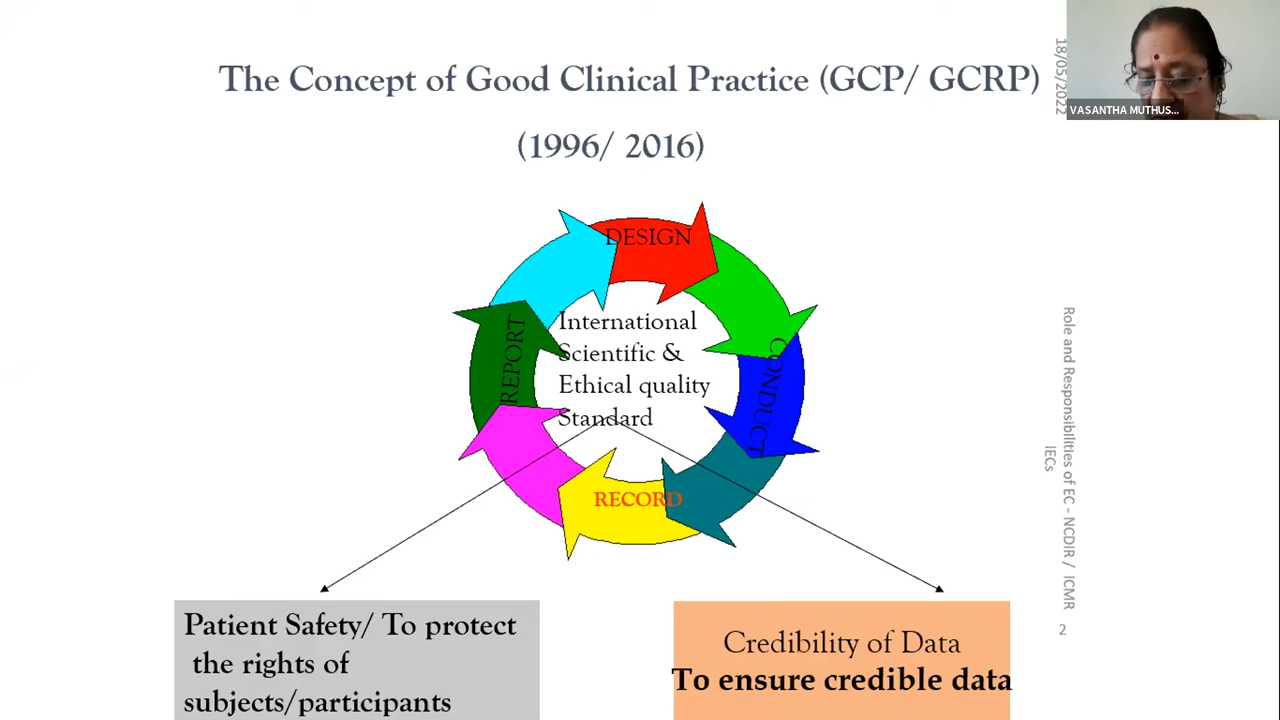 The Concept of Good Clinical Practice (GCP/ GCRP)
(1996/ 2016)
18/05/2022
VASANTHA MUTHUS...
DESIGN
CONDUCT
RECORD
REPORT
International
Scientific &
Ethical quality
Standard
Role and Responsibilities of EC - NCDIR / ICMR
IECs
2
Patient Safety/ To protect
the rights of
subjects/participants
Credibility of Data
To ensure credible data